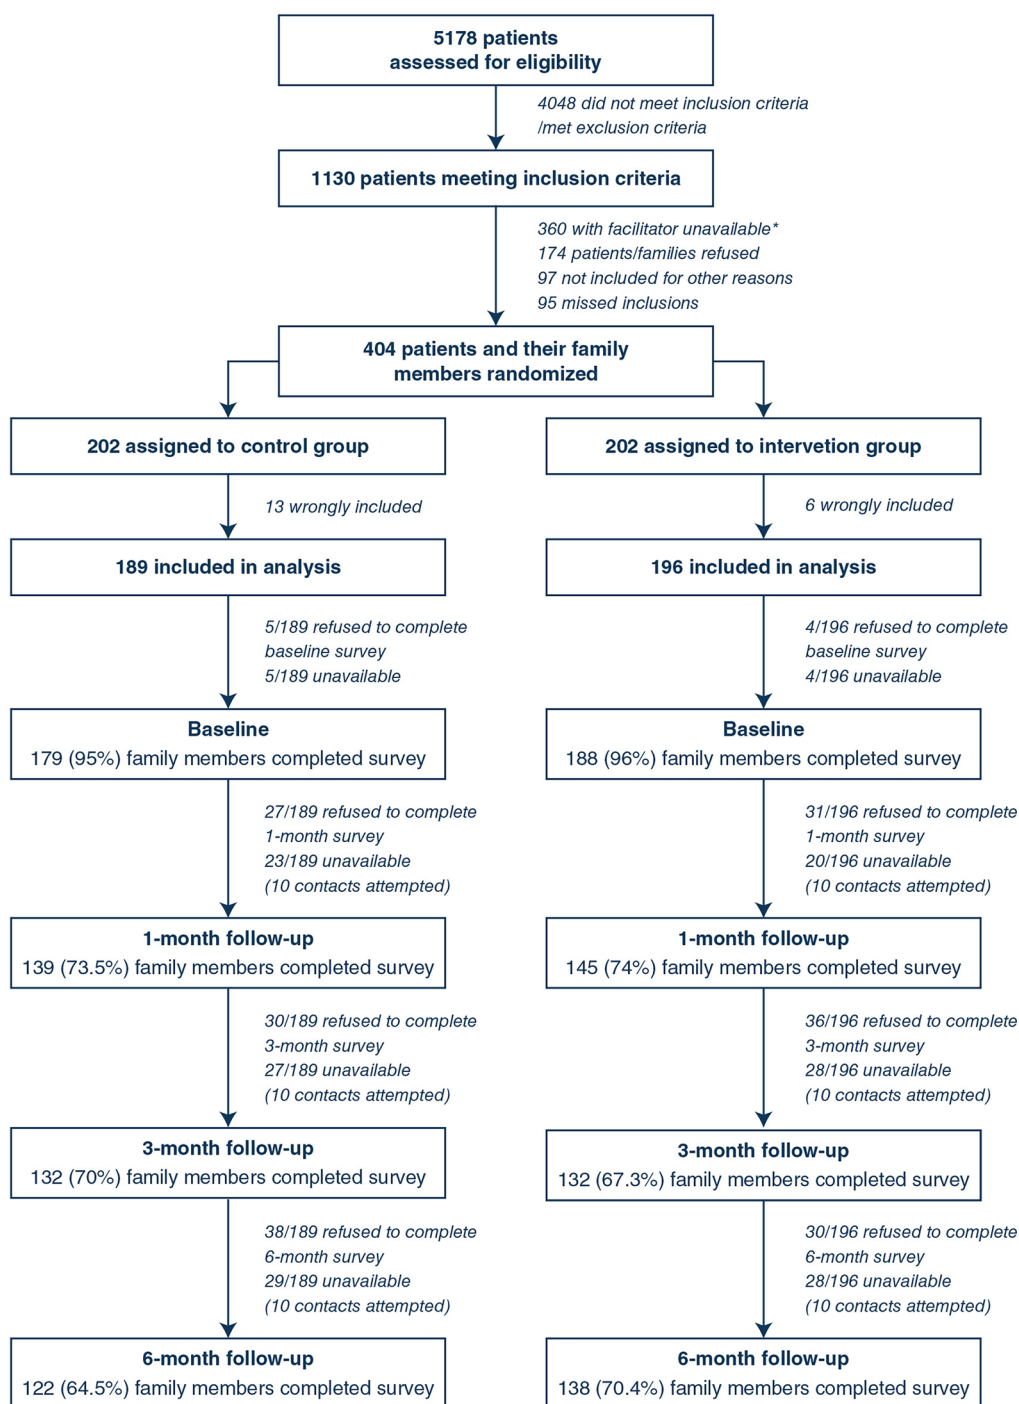 5178 patients
assessed for eligibility
4048 did not meet inclusion criteria
/met exclusion criteria
1130 patients meeting inclusion criteria
360 with facilitator unavailable*
174 patients/families refused
97 not included for other reasons
95 missed inclusions
404 patients and their family
members randomized
202 assigned to control group
13 wrongly included
189 included in analysis
5/189 refused to complete
baseline survey
5/189 unavailable
Baseline
179 (95%) family members completed survey
27/189 refused to complete
1-month survey
23/189 unavailable
(10 contacts attempted)
1-month follow-up
139 (73.5%) family members completed survey
30/189 refused to complete
3-month survey
27/189 unavailable
(10 contacts attempted)
3-month follow-up
132 (70%) family members completed survey
38/189 refused to complete
6-month survey
29/189 unavailable
(10 contacts attempted)
6-month follow-up
122 (64.5%) family members completed survey
202 assigned to intervetion group
6 wrongly included
196 included in analysis
4/196 refused to complete
baseline survey
4/196 unavailable
Baseline
188 (96%) family members completed survey
31/196 refused to complete
1-month survey
20/196 unavailable
(10 contacts attempted)
1-month follow-up
145 (74%) family members completed survey
36/196 refused to complete
3-month survey
28/196 unavailable
(10 contacts attempted)
3-month follow-up
132 (67.3%) family members completed survey
30/196 refused to complete
6-month survey
28/196 unavailable
(10 contacts attempted)
6-month follow-up
138 (70.4%) family members completed survey